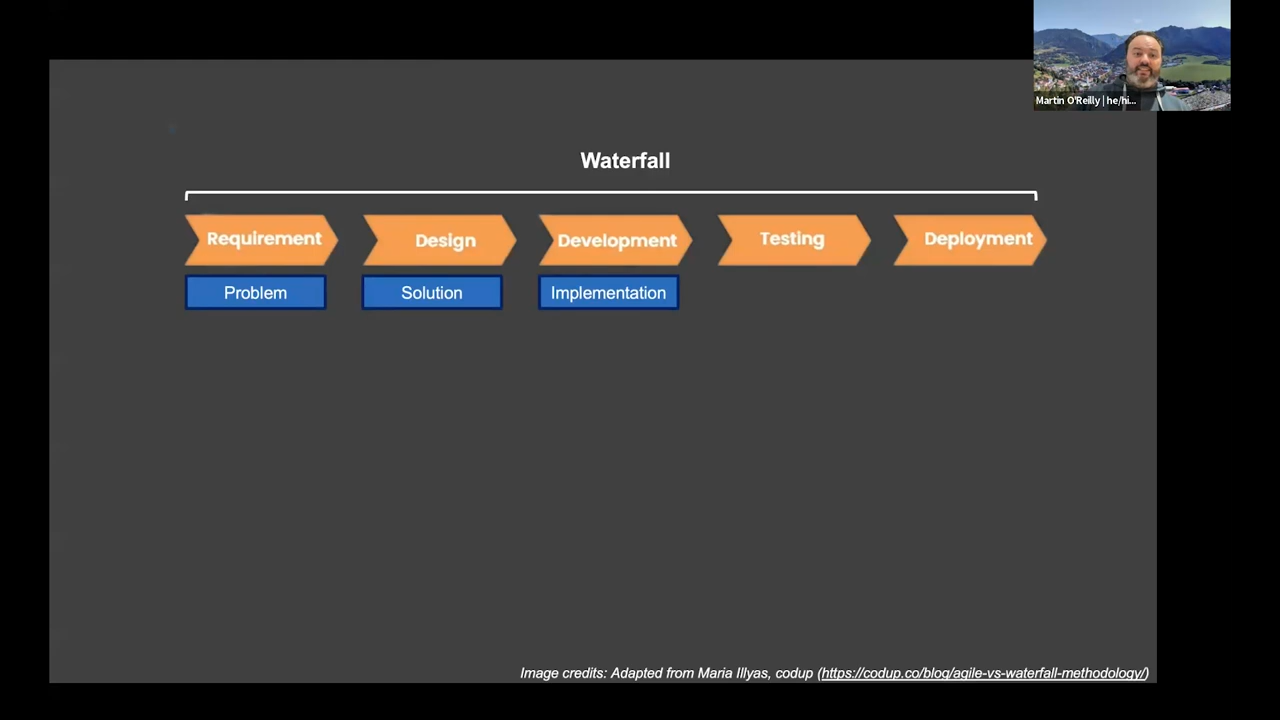 Martin O'Reilly | he/hi...
Waterfall
Requirement
Design
Development
Testing
Deployment
Problem
Solution
Implementation
Image credits: Adapted from Maria Illyas, codup (https://codup.co/blog/agile-vs-waterfall-methodology/)